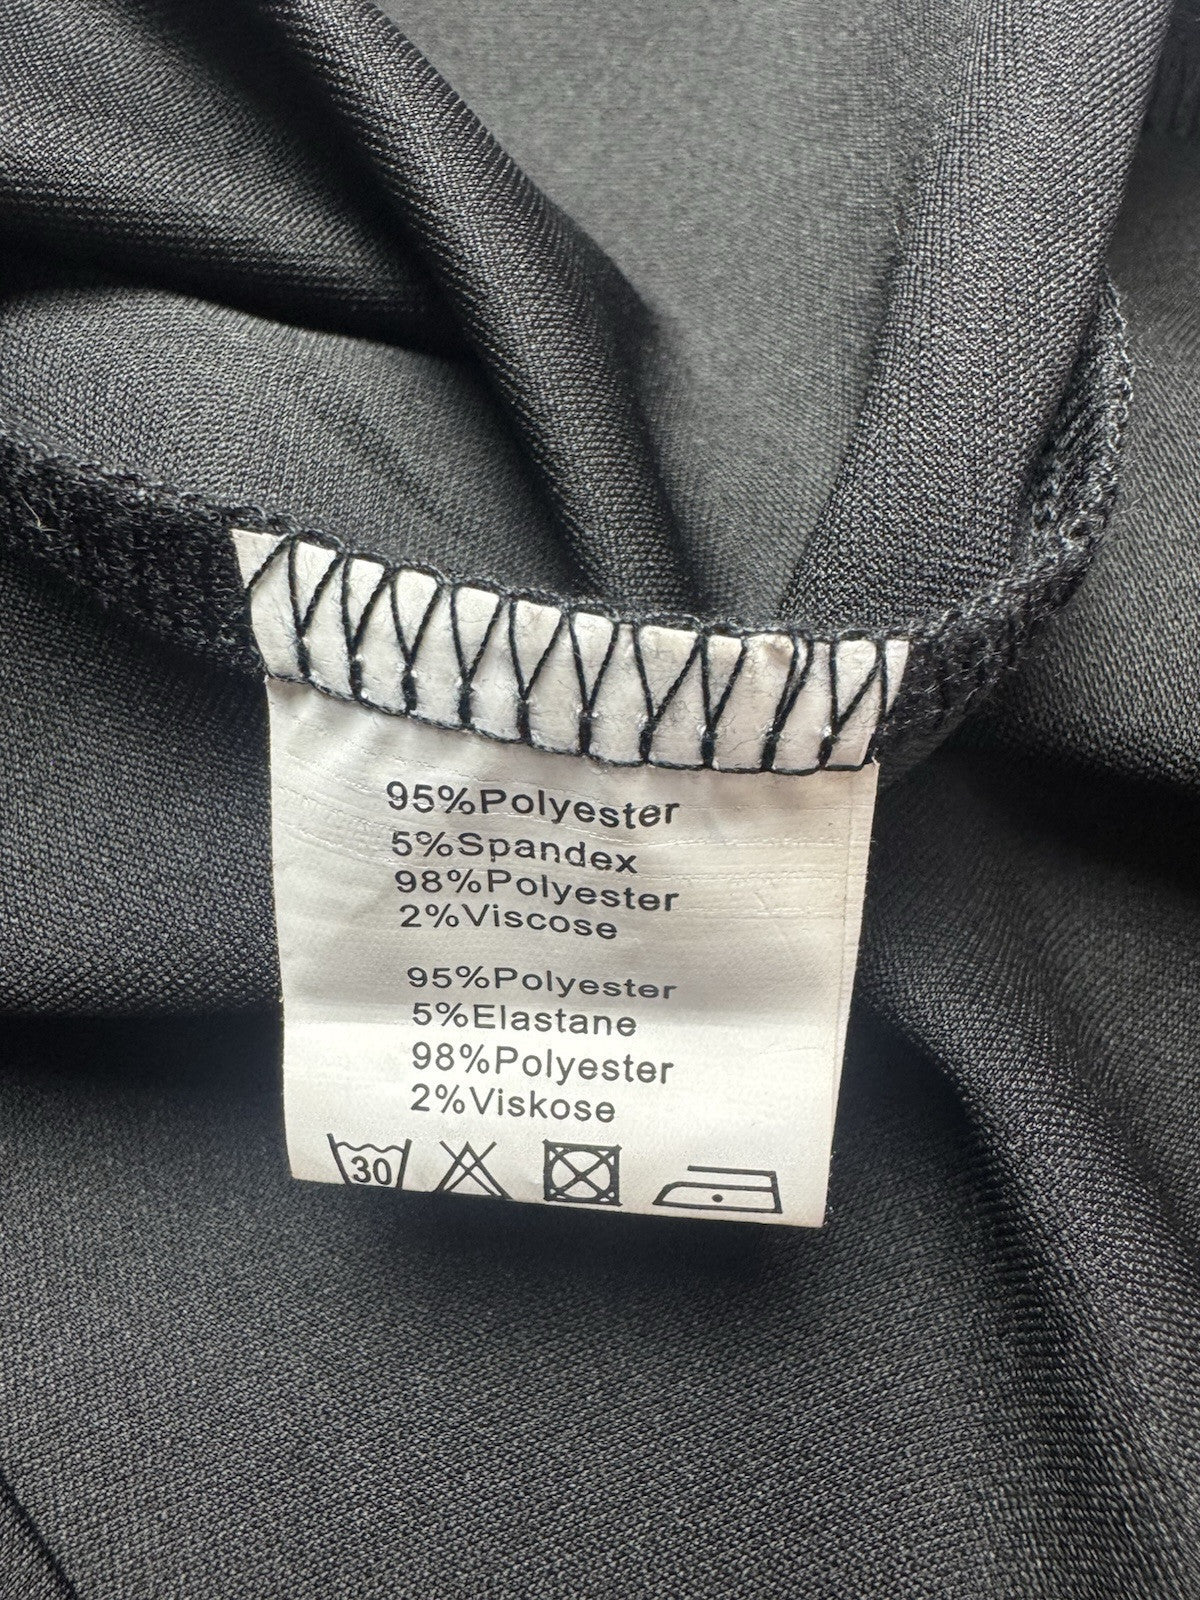 95%Polyester
5%Spandex
98%Polyester
2%Viscose
95%Polyester
5%Elastane
98%Polyester
2%Viskose
30